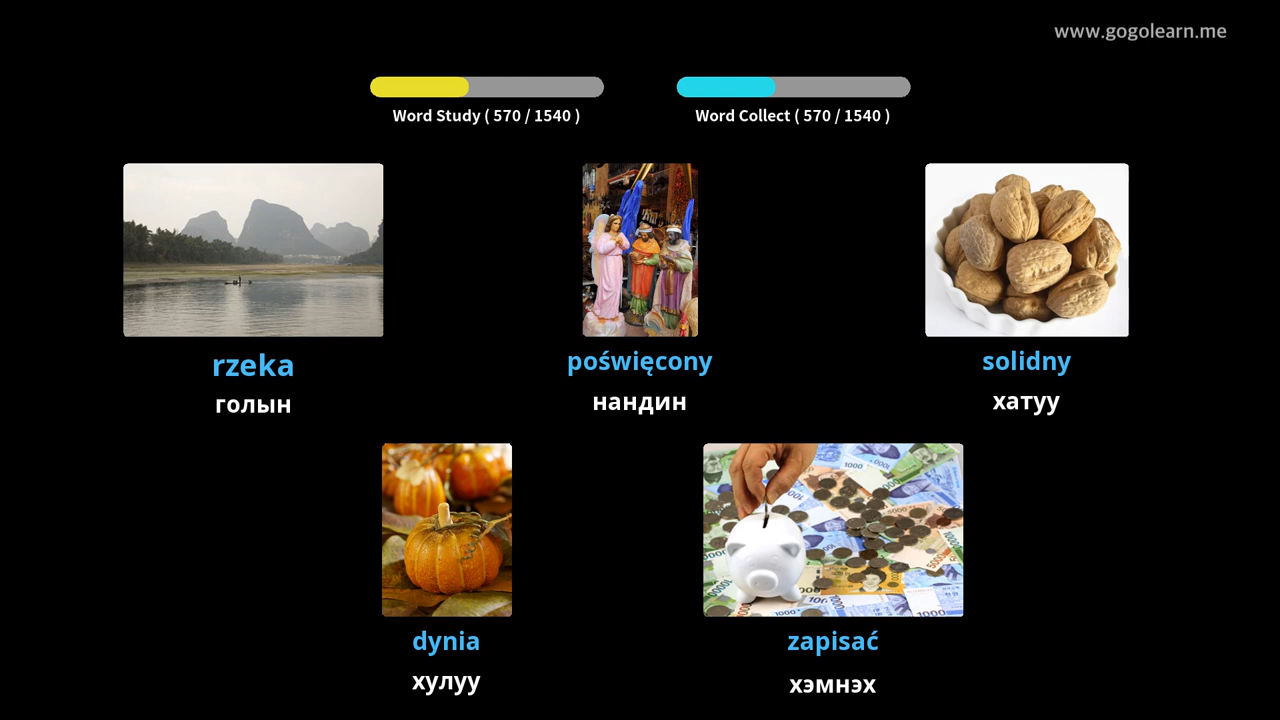 www.gogolearn.me
Word Study ( 570 / 1540 )
Word Collect ( 570 / 1540 )
rzeka
голын
poświęcony
нандин
solidny
хатуу
dynia
хулуу
zapisać
хэмнэх